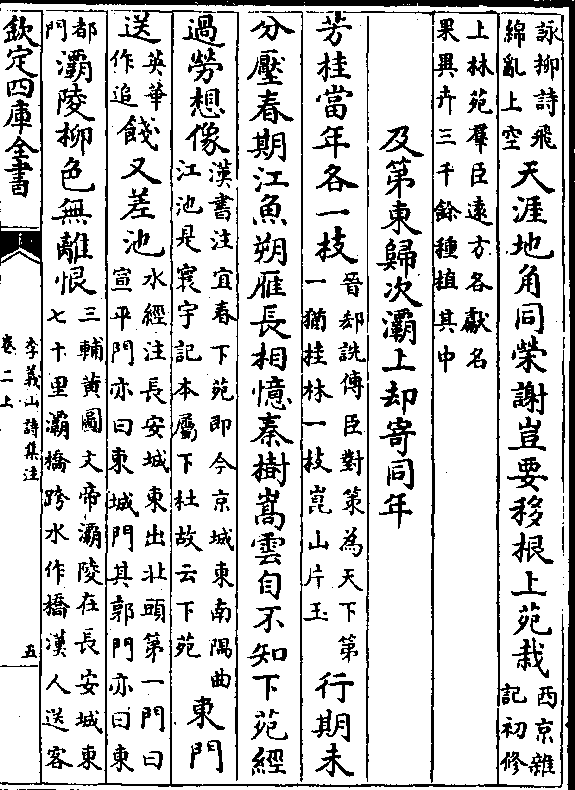 詠柳詩飛綿亂上空天涯地角同榮謝豈要移根上苑栽西京雜記初修
上林苑羣臣遠方各獻名果異卉三千餘種植其中
及第東歸次灞上却寄同年
芳桂當年各一枝晉郄詵傳臣對策為天下第一猶桂林一枝崑山片玉行期未
分壓春期江魚朔雁長相憶秦樹嵩雲自不知下苑經
過勞想像漢書注宜春下苑即今京城東南隅曲江池是寰宇記本屬下杜故云下苑東門
送英華作追餞又差池水經注長安城東出北頭第一門曰宣平門亦曰東城門其郭門亦曰東
都門灞陵柳色無離恨三輔黃圖文帝灞陵在長安城東七十里灞橋跨水作橋漢人送客
欽定四庫全書
李義山詩集注
卷二上
五